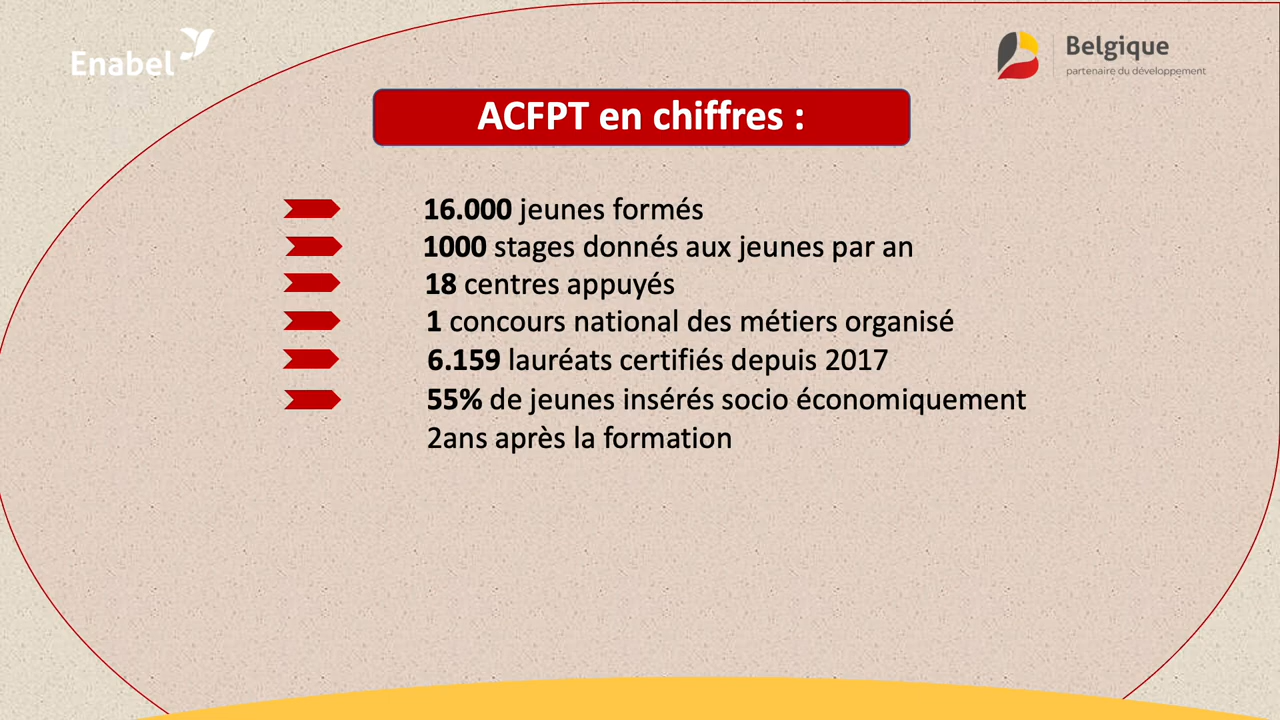 Enabel
Belgique
partenaire du développement
ACFPT en chiffres :
16.000 jeunes formés
1000 stages donnés aux jeunes par an
18 centres appuyés
1 concours national des métiers organisé
6.159 lauréats certifiés depuis 2017
55% de jeunes insérés socio économiquement
2ans après la formation